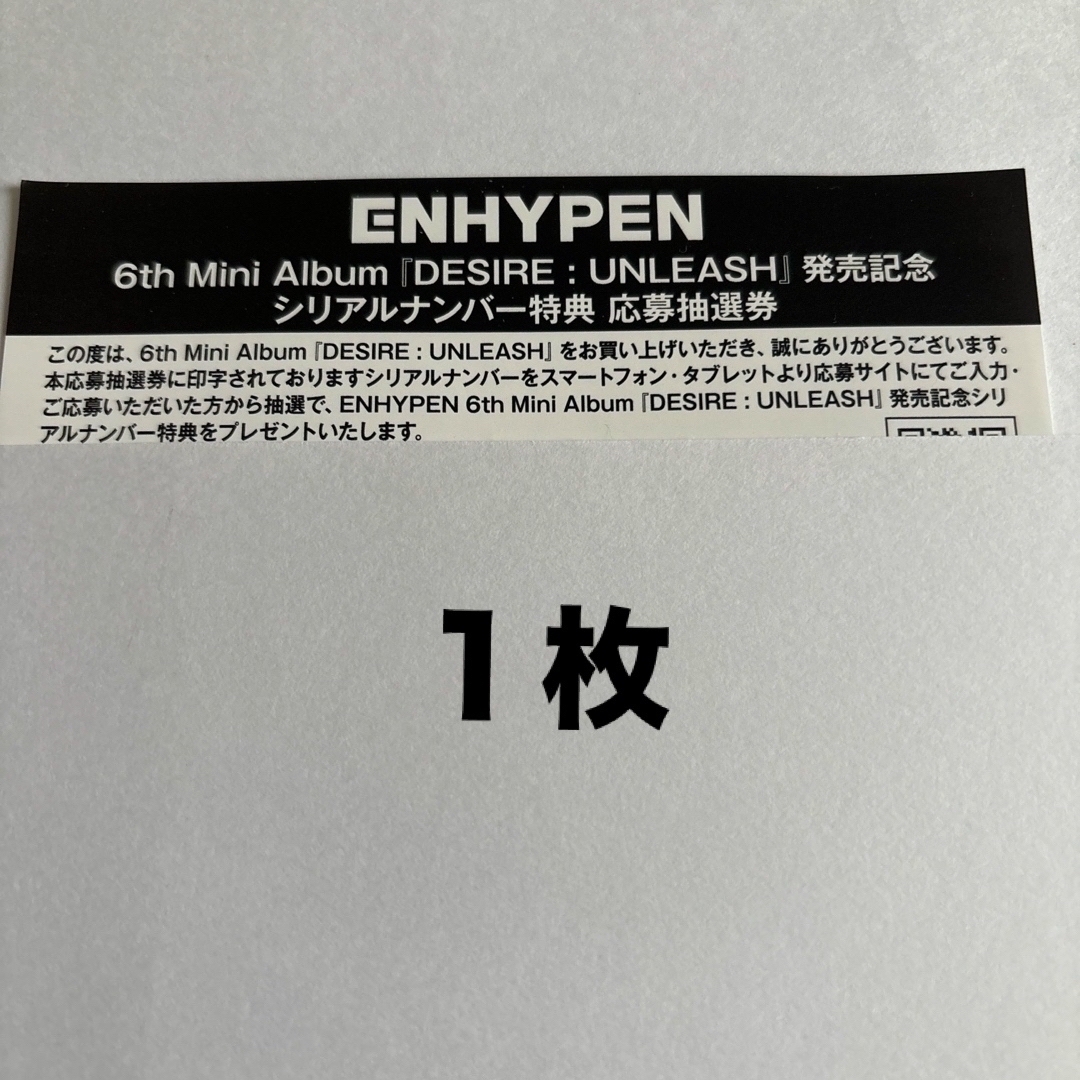 ENHYPEN
6th Mini Album『DESIRE : UNLEASH』発売記念
シリアルナンバー特典 応募抽選券
この度は、6th Mini Album『DESIRE : UNLEASH』をお買い上げいただき、誠にありがとうございます。
本応募抽選券に印字されておりますシリアルナンバーをスマートフォン・タブレットより応募サイトにてご入力・
ご応募いただいた方から抽選で、ENHYPEN 6th Mini Album『DESIRE : UNLEASH』発売記念シリ
アルナンバー特典をプレゼントいたします。
1枚